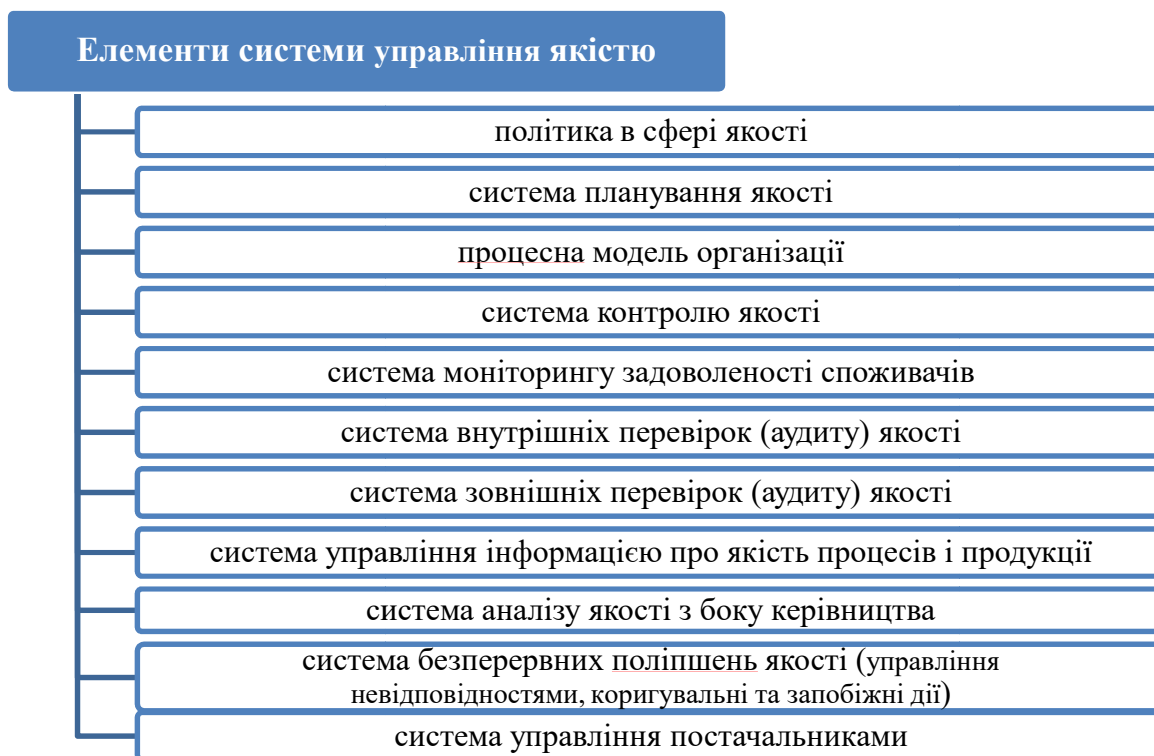 Елементи системи управління якістю
політика в сфері якості
система планування якості
процесна модель організації
система контролю якості
система моніторингу задоволеності споживачів
система внутрішніх перевірок (аудиту) якості
система зовнішніх перевірок (аудиту) якості
система управління інформацією про якість процесів і продукції
система аналізу якості з боку керівництва
система безперервних поліпшень якості (управління
невідповідностями, коригувальні та запобіжні дії)
система управління постачальниками